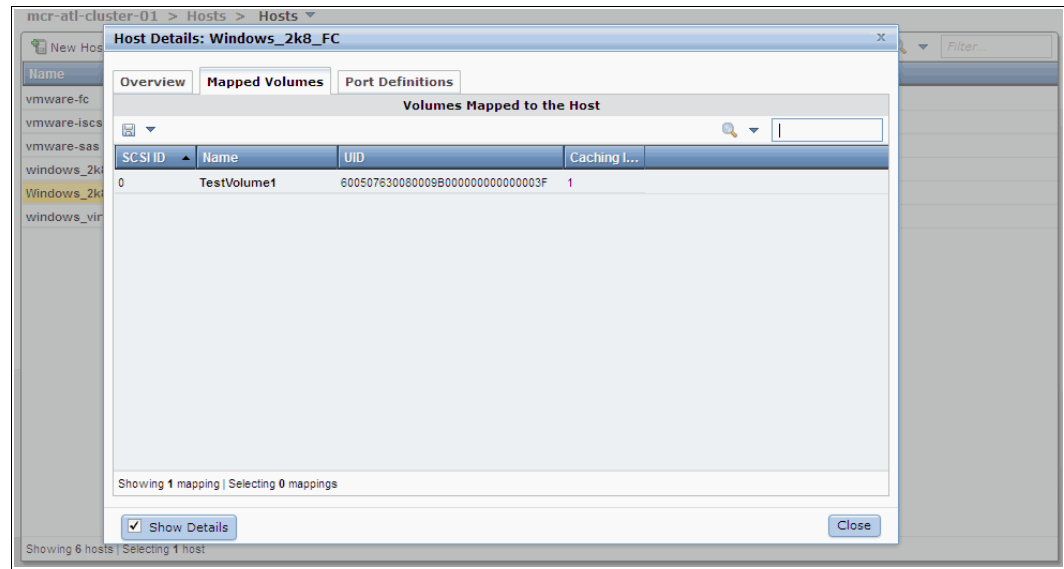 mcr-atl-cluster-01 > Hosts > Hosts
New Hos
Host Details: Windows_2k8_FC
x
Filter...
Name
Overview
Mapped Volumes
Port Definitions
Volumes Mapped to the Host
vmware-fc
vmware-iscs
vmware-sas
windows_2k
Windows_2k
windows_vir
SCSI ID
Name
UID
Caching I...
0
TestVolume1
600507630080009B000000000000003F
1
Showing 1 mapping | Selecting 0 mappings
Show Details
Close
Showing 6 hosts | Selecting 1 host